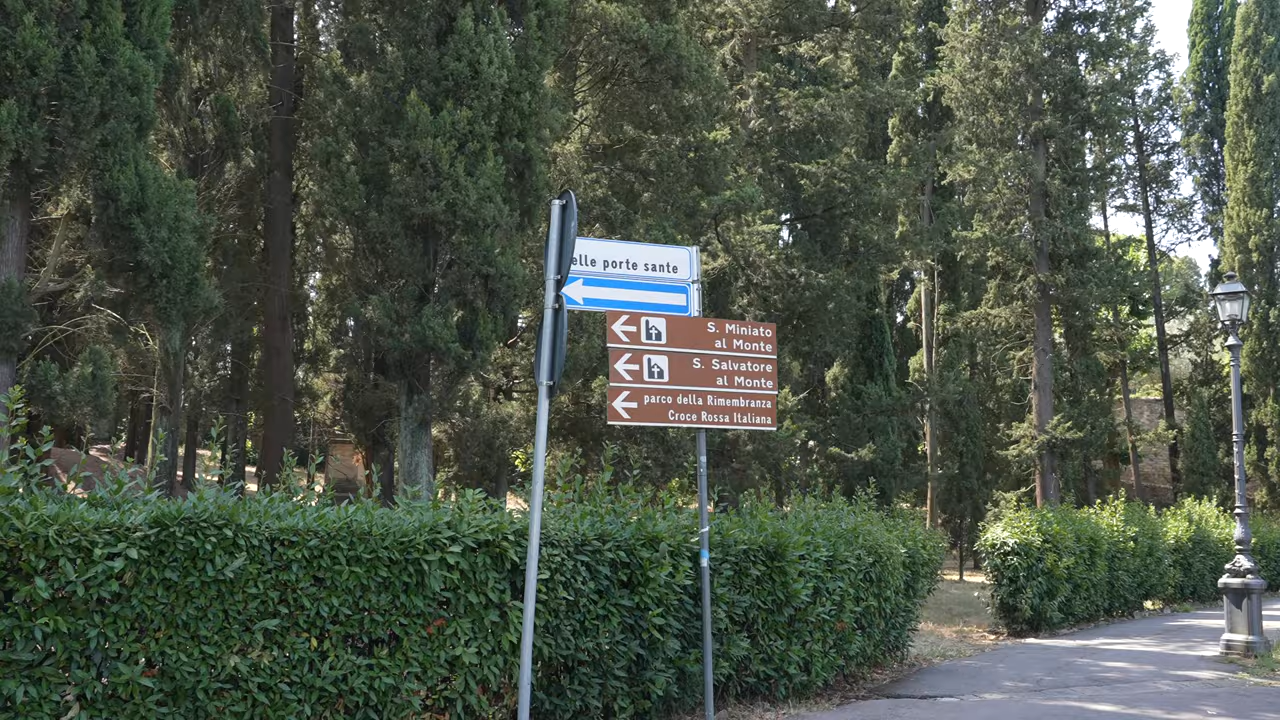 elle porte sante
S. Miniato
al Monte
S. Salvatore
al Monte
parco della Rimembranza
Croce Rossa Italiana